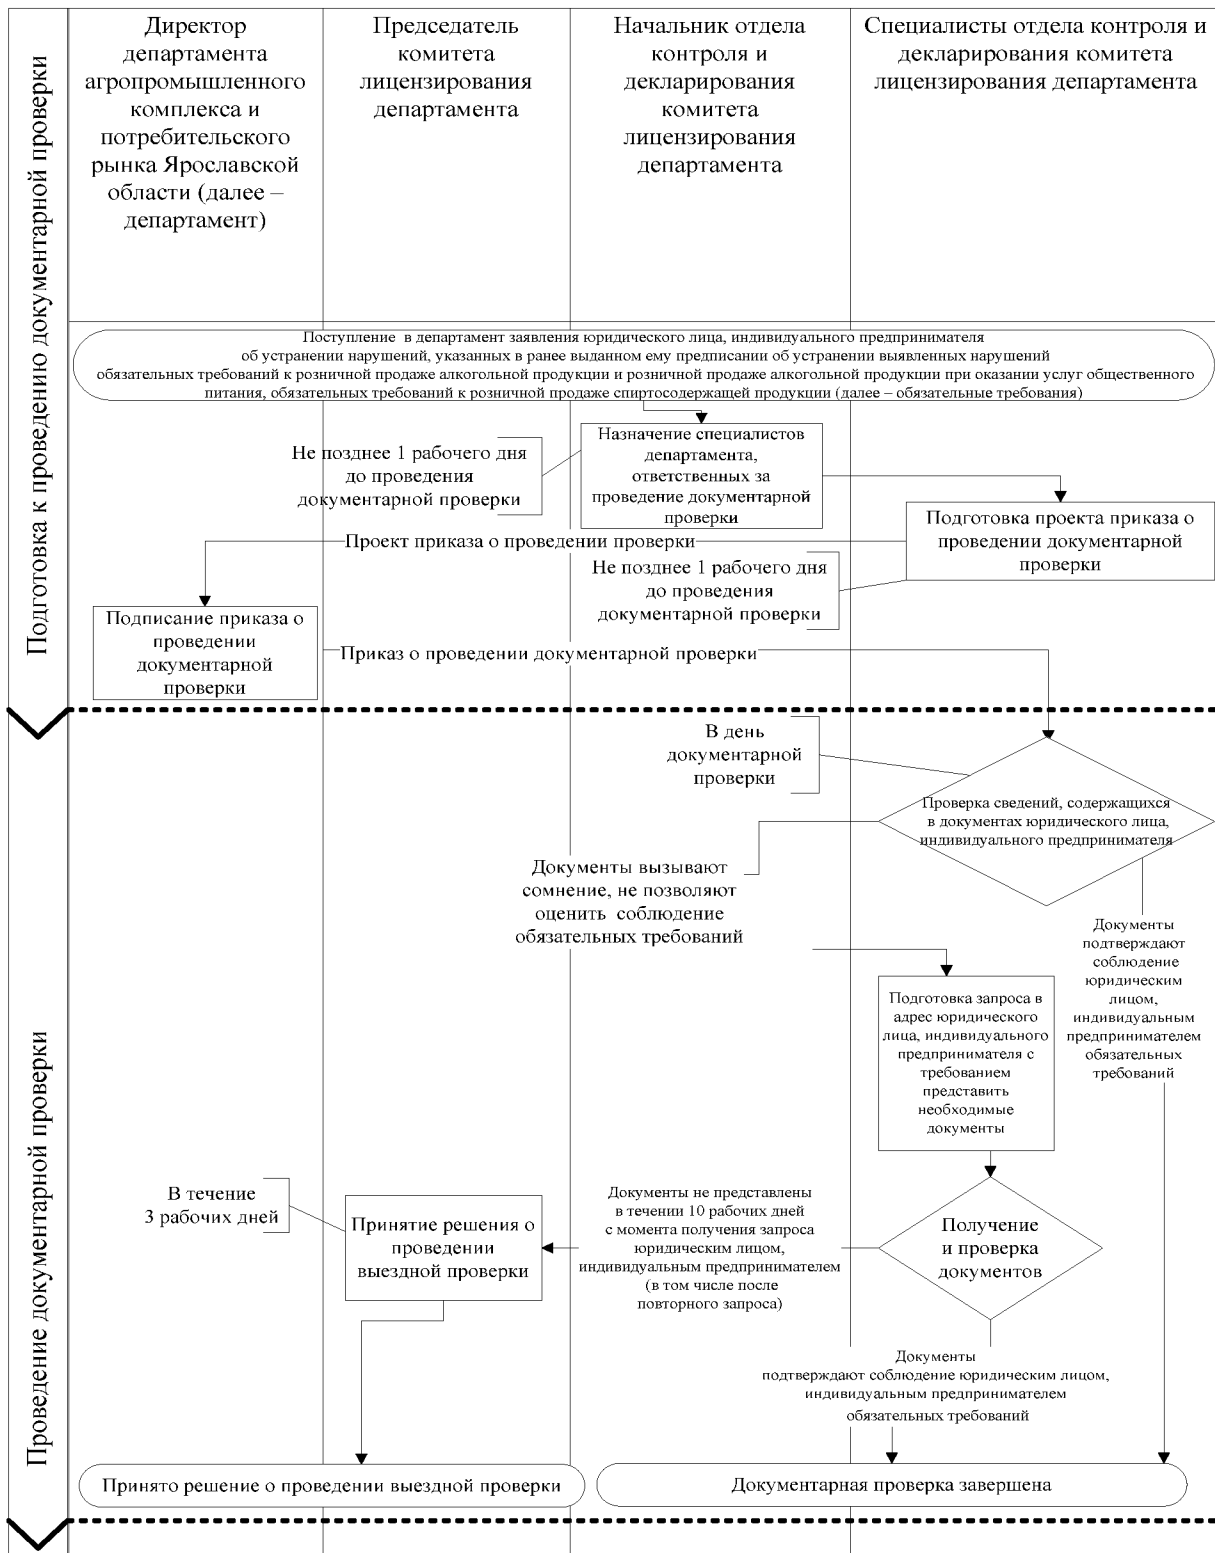 Директор
департамента
агропромышленного
комплекса и
потребительского
рынка Ярославской
области (далее –
департамент)
Председатель
комитета
лицензирования
департамента
Начальник отдела
контроля и
декларирования
комитета
лицензирования
департамента
Специалисты отдела контроля и
декларирования комитета
лицензирования департамента
Подготовка к проведению документарной проверки
Поступление в департамент заявления юридического лица, индивидуального предпринимателя
об устранении нарушений, указанных в ранее выданном ему предписании об устранении выявленных нарушений
обязательных требований к розничной продаже алкогольной продукции и розничной продаже алкогольной продукции при оказании услуг общественного
питания, обязательных требований к розничной продаже спиртосодержащей продукции (далее – обязательные требования)
Не позднее 1 рабочего дня
до проведения
документарной проверки
Назначение специалистов
департамента,
ответственных за
проведение документарной
проверки
Подготовка проекта приказа о
проведении документарной
проверки
Проект приказа о проведении проверки
Не позднее 1 рабочего дня
до проведения
документарной проверки
Подписание приказа о
проведении
документарной
проверки
Приказ о проведении документарной проверки
Проведение документарной проверки
В день
документарной
проверки
Проверка сведений, содержащихся
в документах юридического лица,
индивидуального предпринимателя
Документы вызывают
сомнение, не позволяют
оценить соблюдение
обязательных требований
Документы
подтверждают
соблюдение
юридическим
лицом,
индивидуальным
предпринимателем
обязательных
требований
Подготовка запроса в
адрес юридического
лица, индивидуального
предпринимателя с
требованием
представить
необходимые
документы
В течение
3 рабочих дней
Принятие решения о
проведении
выездной проверки
Документы не представлены
в течении 10 рабочих дней
с момента получения запроса
юридическим лицом,
индивидуальным предпринимателем
(в том числе после
повторного запроса)
Получение
и проверка
документов
Документы
подтверждают соблюдение юридическим лицом,
индивидуальным предпринимателем
обязательных требований
Принято решение о проведении выездной проверки
Документарная проверка завершена